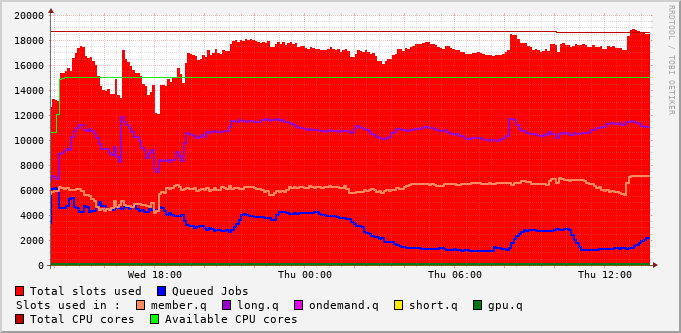 RRDTOOL / TOBI OETIKER
20000
18000
16000
14000
12000
10000
8000
6000
4000
2000
0
Wed 18:00 Thu 00:00 Thu 06:00 Thu 12:00
Total slots used Queued Jobs
Slots used in : member.q long.q ondemand.q short.q gpu.q
Total CPU cores Available CPU cores